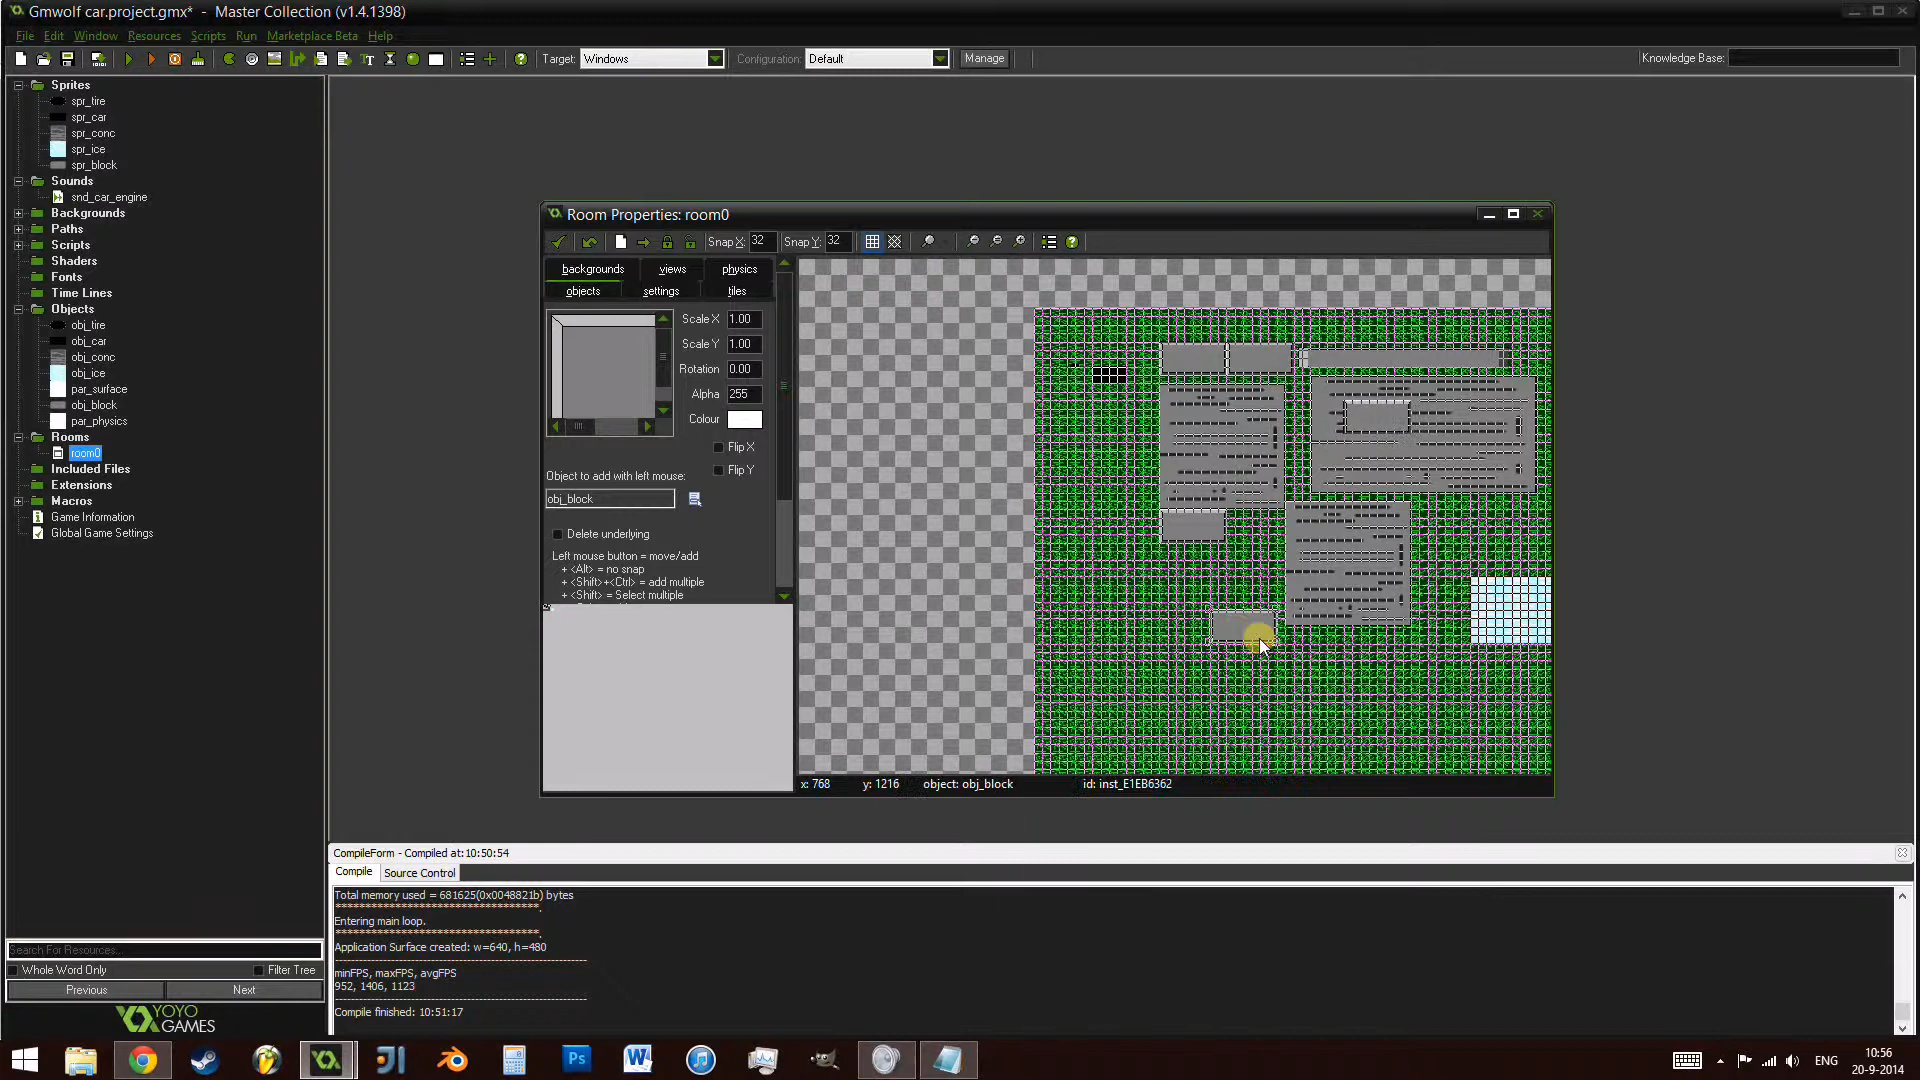 Gmwolf car.project.gmx* - Master Collection (v1.4.1398)
File Edit Window Resources Scripts Run Marketplace Beta Help
Target: Windows Configuration: Default Manage Knowledge Base:
Sprites
spr_tire
spr_car
spr_conc
spr_ice
spr_block
Sounds
snd_car_engine
Backgrounds
Paths
Scripts
Shaders
Fonts
Time Lines
Objects
obj_tire
obj_car
obj_conc
obj_ice
par_surface
obj_block
par_physics
Rooms
room0
Included Files
Extensions
Macros
Game Information
Global Game Settings
Search For Resources...
Whole Word Only Filter Tree
Previous Next
YOYO
GAMES
Room Properties: room0
Snap X: 32 Snap Y: 32
backgrounds views physics
objects settings tiles
Scale X 1.00
Scale Y 1.00
Rotation 0.00
Alpha 255
Colour
Flip X
Flip Y
Object to add with left mouse:
obj_block
Delete underlying
Left mouse button = move/add
+ <Alt> = no snap
+ <Shift>+<Ctrl> = add multiple
+ <Shift> = Select multiple
x: 768 y: 1216 object: obj_block id: inst_E1EB6362
CompileForm - Compiled at:10:50:54
Compile Source Control
Total memory used = 681625(0x0048821b) bytes
**********************************.
Entering main loop.
**********************************.
Application Surface created: w=640, h=480
minFPS, maxFPS, avgFPS
952, 1406, 1123
Compile finished: 10:51:17
Ps
ENG
10:56
20-9-2014